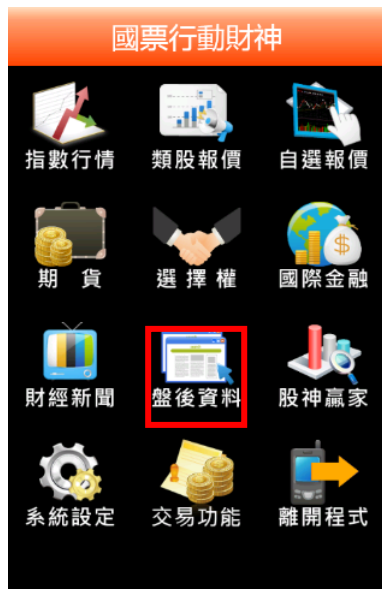 國票行動財神
指數行情 類股報價 自選報價
期 貨 選擇權 國際金融
財經新聞 盤後資料 股神贏家
系統設定 交易功能 離開程式